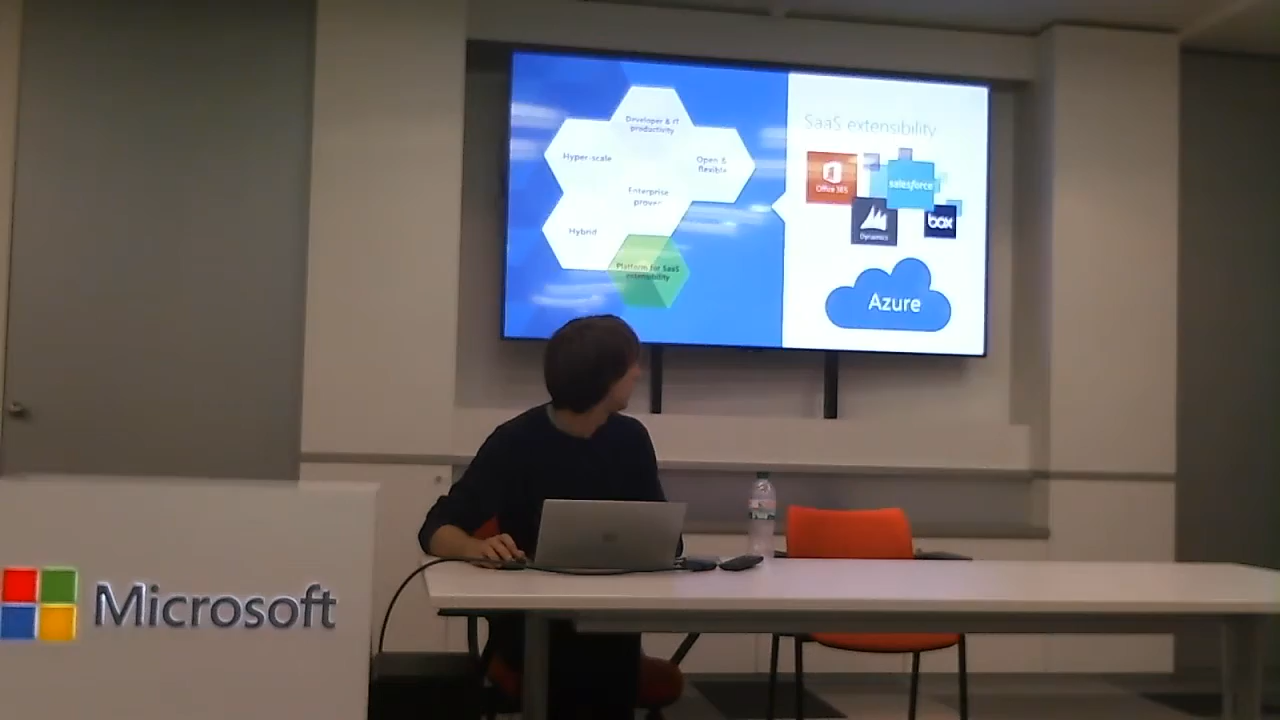 Developer & IT
productivity
Hyper-scale
Open &
flexible
Enterprise
proven
Hybrid
Platform for SaaS
extensibility
SaaS extensibility
Office 365
salesforce
Dynamics
box
Azure
Microsoft